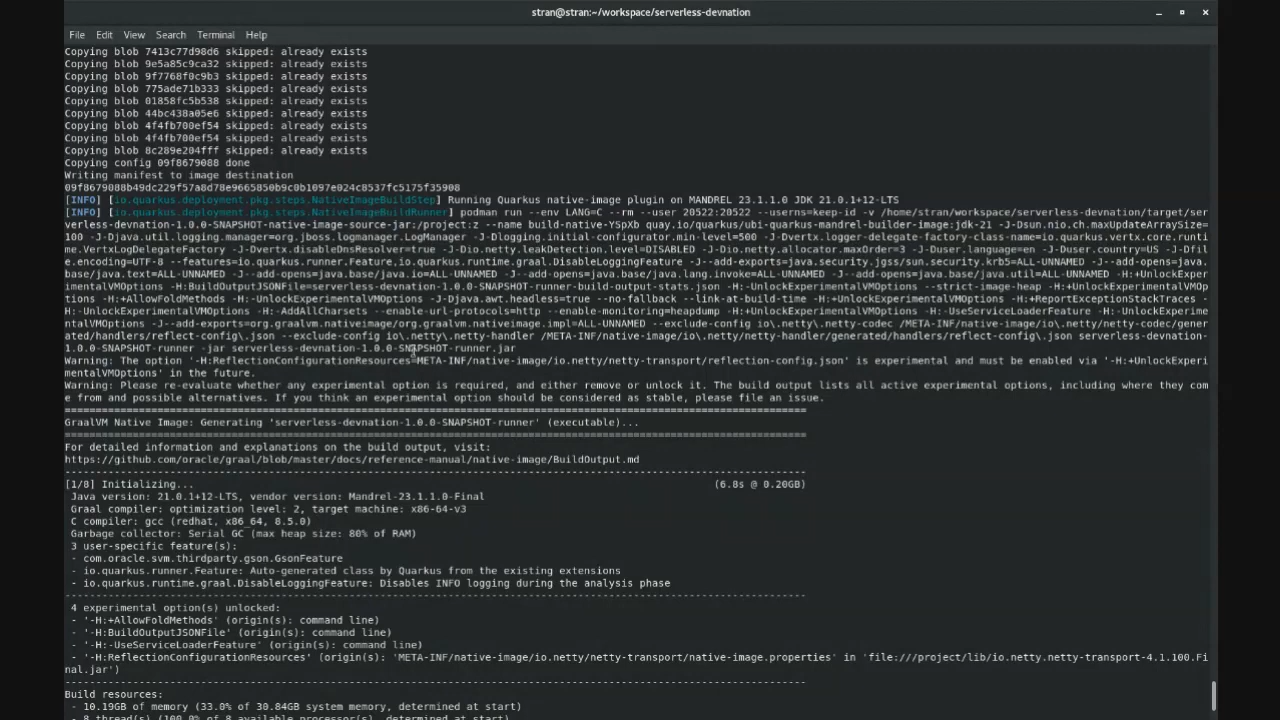 stran@stran:~/workspace/serverless-devnation
File Edit View Search Terminal Help
Copying blob 7413c77d98d6 skipped: already exists
Copying blob 9e5a85c9ca32 skipped: already exists
Copying blob 9f7768f0c9b3 skipped: already exists
Copying blob 775ade71b333 skipped: already exists
Copying blob 01858fc5b538 skipped: already exists
Copying blob 44bc438a05e6 skipped: already exists
Copying blob 4f4fb700ef54 skipped: already exists
Copying blob 4f4fb700ef54 skipped: already exists
Copying blob 8c289e204fff skipped: already exists
Copying config 09f8679088 done
Writing manifest to image destination
09f8679088b49dc229f57a8d78e9665850b9c0b1097e024c8537fc5175f35908
[INFO] [io.quarkus.deployment.pkg.steps.NativeImageBuildStep] Running Quarkus native-image plugin on MANDREL 23.1.1.0 JDK 21.0.1+12-LTS
[INFO] [io.quarkus.deployment.pkg.steps.NativeImageBuildRunner] podman run --env LANG=C --rm --user 20522:20522 --userns=keep-id -v /home/stran/workspace/serverless-devnation/target/se
rverless-devnation-1.0.0-SNAPSHOT-native-image-source-jar:/project:z --name build-native-YSpXb quay.io/quarkus/ubi-quarkus-mandrel-builder-image:jdk-21 -J-Dsun.nio.ch.maxUpdateArraySize=
100 -J-Djava.util.logging.manager=org.jboss.logmanager.LogManager -J-Dlogging.initial-configurator.min-level=500 -J-Dvertx.logger-delegate-factory-class-name=io.quarkus.vertx.core.runti
me.VertxLogDelegateFactory -J-Dvertx.disableDnsResolver=true -J-Dio.netty.leakDetection.level=DISABLED -J-Dio.netty.allocator.maxOrder=3 -J-Duser.language=en -J-Duser.country=US -J-Dfil
e.encoding=UTF-8 --features=io.quarkus.runner.Feature,io.quarkus.runtime.graal.DisableLoggingFeature -J--add-exports=java.security.jgss/sun.security.krb5=ALL-UNNAMED -J--add-opens=java.
base/java.text=ALL-UNNAMED -J--add-opens=java.base/java.io=ALL-UNNAMED -J--add-opens=java.base/java.lang.invoke=ALL-UNNAMED -J--add-opens=java.base/java.util=ALL-UNNAMED -H:+UnlockExper
imentalVMOptions -H:BuildOutputJSONFile=serverless-devnation-1.0.0-SNAPSHOT-runner-build-output-stats.json -H:-UnlockExperimentalVMOptions --strict-image-heap -H:+UnlockExperimentalVMOp
tions -H:+AllowFoldMethods -H:-UnlockExperimentalVMOptions -J-Djava.awt.headless=true --no-fallback --link-at-build-time -H:+UnlockExperimentalVMOptions -H:+ReportExceptionStackTraces -
H:-UnlockExperimentalVMOptions -H:-AddAllCharsets --enable-url-protocols=http --enable-monitoring=heapdump -H:+UnlockExperimentalVMOptions -H:-UseServiceLoaderFeature -H:-UnlockExperime
ntalVMOptions -J--add-exports=org.graalvm.nativeimage/org.graalvm.nativeimage.impl=ALL-UNNAMED --exclude-config io\.netty\.netty-codec /META-INF/native-image/io\.netty/netty-codec/gener
ated/handlers/reflect-config\.json --exclude-config io\.netty\.netty-handler /META-INF/native-image/io\.netty/netty-handler/generated/handlers/reflect-config\.json serverless-devnation-
1.0.0-SNAPSHOT-runner -jar serverless-devnation-1.0.0-SNAPSHOT-runner.jar
Warning: The option '-H:ReflectionConfigurationResources=META-INF/native-image/io.netty/netty-transport/reflection-config.json' is experimental and must be enabled via '-H:+UnlockExperi
mentalVMOptions' in the future.
Warning: Please re-evaluate whether any experimental option is required, and either remove or unlock it. The build output lists all active experimental options, including where they com
e from and possible alternatives. If you think an experimental option should be considered as stable, please file an issue.
========================================================================================================================
GraalVM Native Image: Generating 'serverless-devnation-1.0.0-SNAPSHOT-runner' (executable)...
========================================================================================================================
For detailed information and explanations on the build output, visit:
https://github.com/oracle/graal/blob/master/docs/reference-manual/native-image/BuildOutput.md
------------------------------------------------------------------------------------------------------------------------
[1/8] Initializing... (6.8s @ 0.20GB)
Java version: 21.0.1+12-LTS, vendor version: Mandrel-23.1.1.0-Final
Graal compiler: optimization level: 2, target machine: x86-64-v3
C compiler: gcc (redhat, x86_64, 8.5.0)
Garbage collector: Serial GC (max heap size: 80% of RAM)
3 user-specific feature(s):
- com.oracle.svm.thirdparty.gson.GsonFeature
- io.quarkus.runner.Feature: Auto-generated class by Quarkus from the existing extensions
- io.quarkus.runtime.graal.DisableLoggingFeature: Disables INFO logging during the analysis phase
------------------------------------------------------------------------------------------------------------------------
4 experimental option(s) unlocked:
- '-H:+AllowFoldMethods' (origin(s): command line)
- '-H:BuildOutputJSONFile' (origin(s): command line)
- '-H:-UseServiceLoaderFeature' (origin(s): command line)
- '-H:ReflectionConfigurationResources' (origin(s): 'META-INF/native-image/io.netty/netty-transport/native-image.properties' in 'file:///project/lib/io.netty.netty-transport-4.1.100.Fi
nal.jar')
------------------------------------------------------------------------------------------------------------------------
Build resources:
- 10.19GB of memory (33.0% of 30.84GB system memory, determined at start)
- 8 thread(s) (100.0% of 8 available processor(s), determined at start)